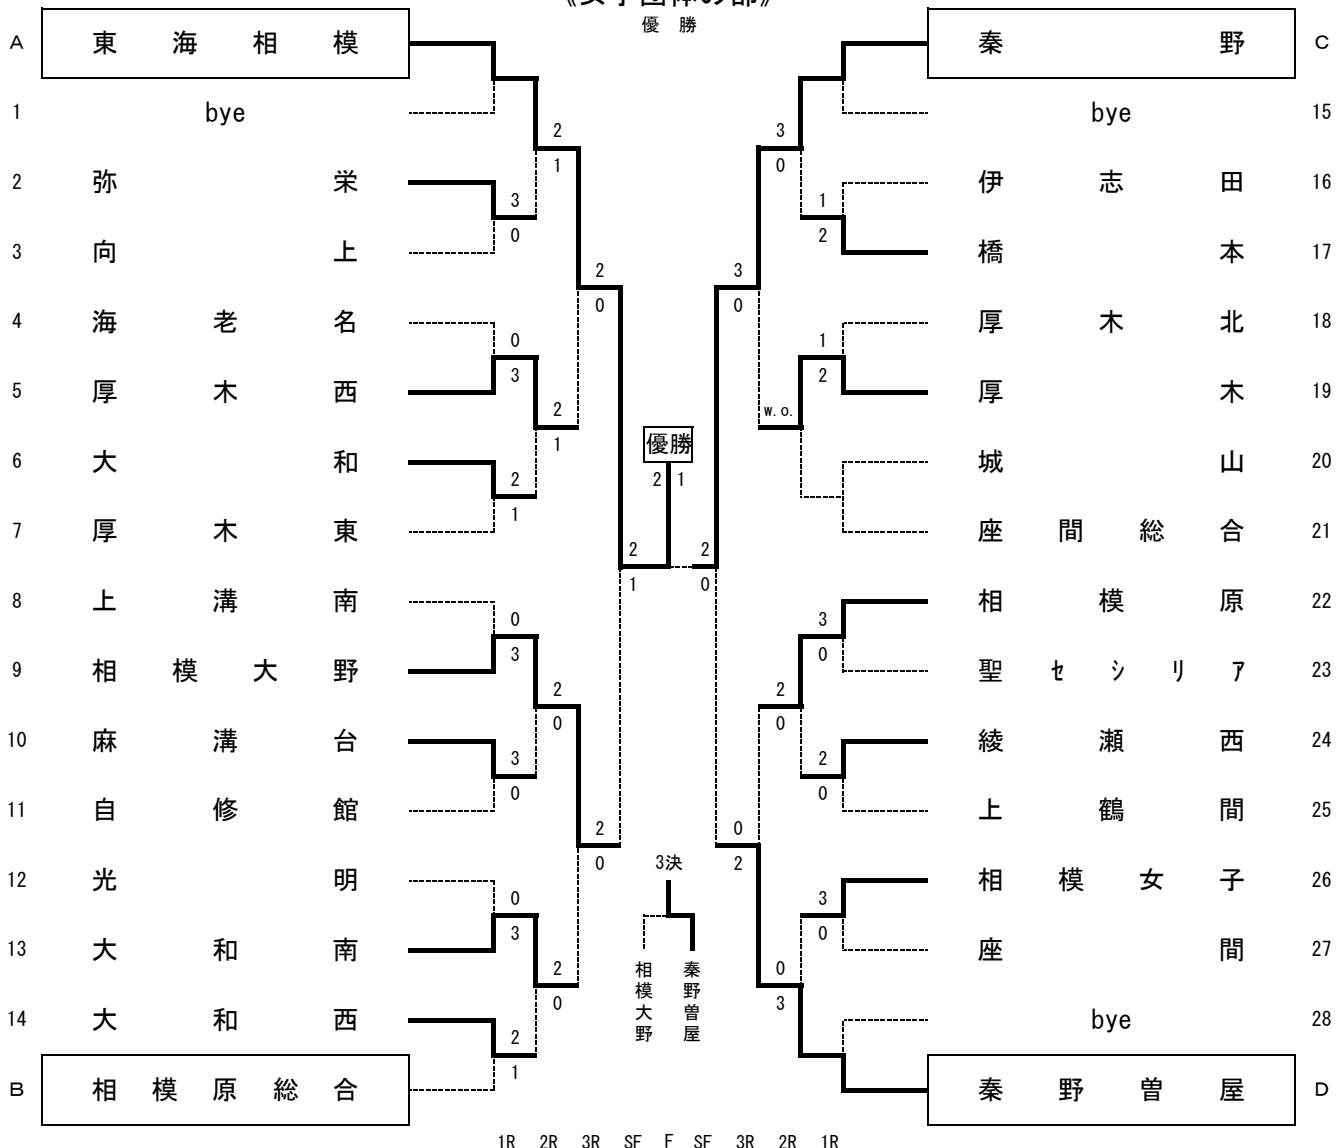 《女子団体の部》
優 勝
A 東海相模
1 bye
2 弥栄
3 向上
4 海老名
5 厚木西
6 大和
7 厚木東
8 上溝南
9 相模大野
10 麻溝台
11 自修館
12 光明
13 大和南
14 大和西
B 相模原総合
3
0
0
3
2
1
0
3
3
0
0
3
2
1
2
1
2
1
2
0
2
0
2
0
2
0
2
1
優勝
2 1
2
0
3決
相模大野
秦野曽屋
3
0
0
2
3
0
w.o.
2
0
0
3
1
2
1
2
3
0
2
0
3
0
秦野 C
bye 15
伊志田 16
橋本 17
厚木北 18
厚木 19
城山 20
座間総合 21
相模原 22
聖セシリア 23
綾瀬西 24
上鶴間 25
相模女子 26
座間 27
bye 28
秦野曽屋 D
1R 2R 3R SF F SF 3R 2R 1R